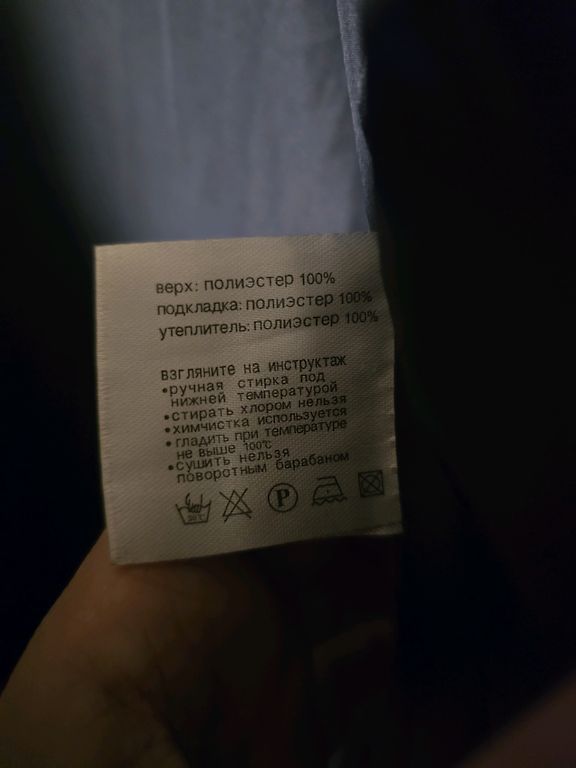 верх: полиэстер 100%
подкладка: полиэстер 100%
утеплитель: полиэстер 100%
взгляните на инструктаж
•ручная стирка под
нижней температурой
•стирать хлором нельзя
•химчистка используется
•гладить при температуре
не выше 100℃
•сушить нельзя
поворотным барабаном
P